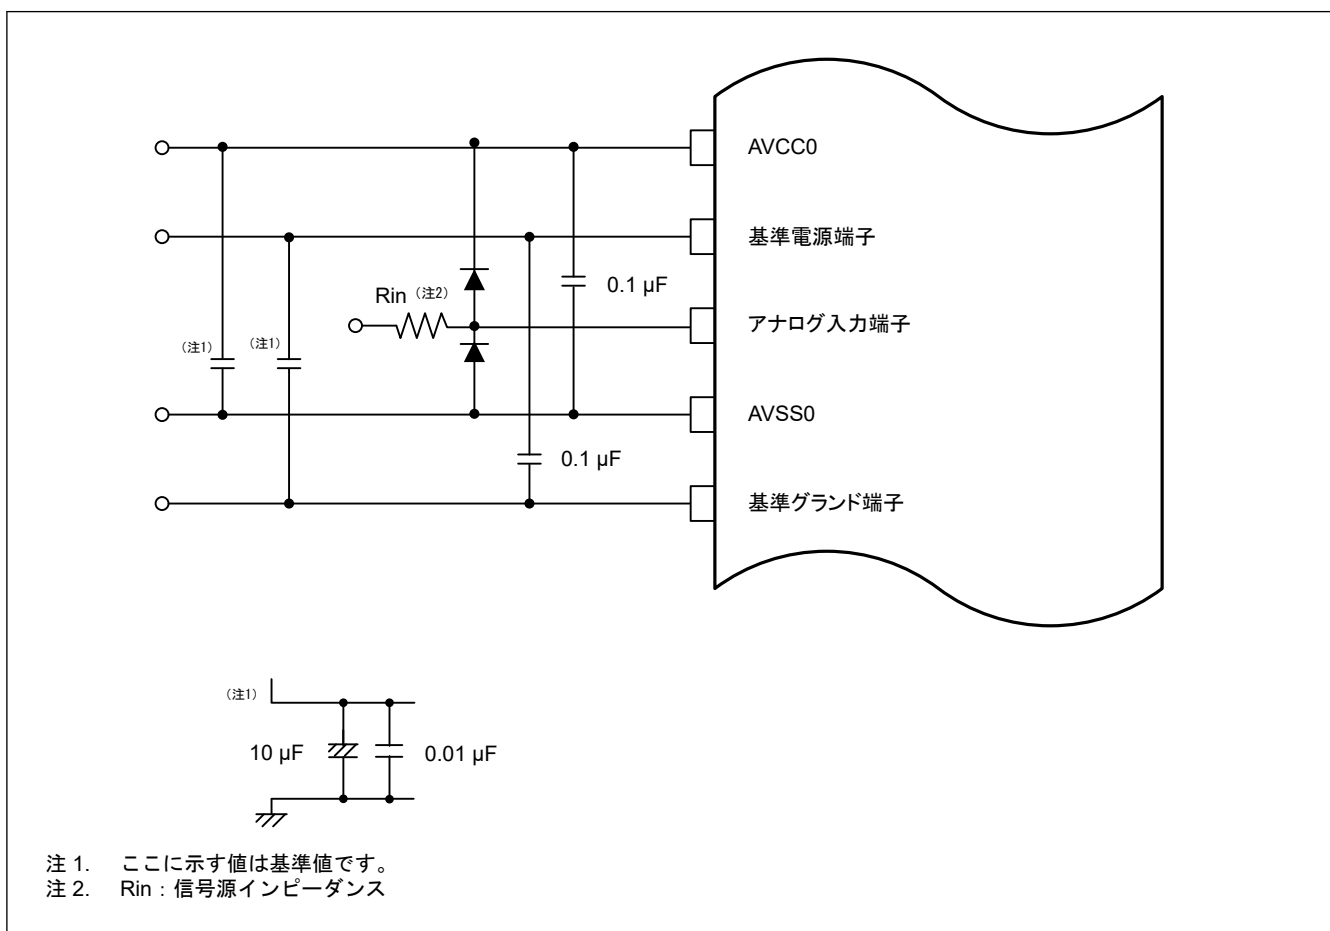 AVCC0
基準電源端子
0.1 µF
Rin（注2）
アナログ入力端子
（注1）
（注1）
AVSS0
0.1 µF
基準グランド端子
（注1）
10 µF
0.01 µF
注 1. ここに示す値は基準値です。
注 2. Rin：信号源インピーダンス